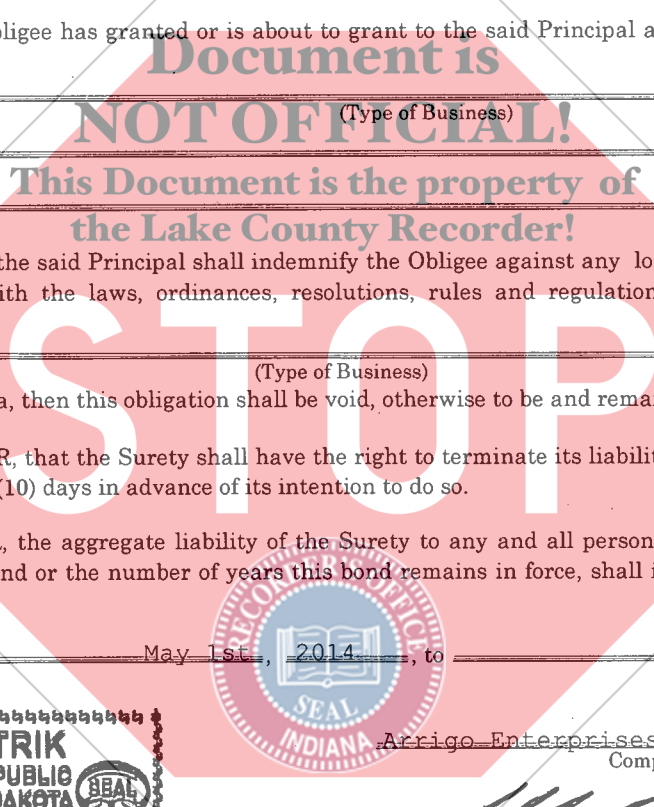 bligee has granted or is about to grant to the said Principal a
Document is
(Type of Business)
NOT OFFICIAL!
This Document is the property of
the Lake County Recorder!
the said Principal shall indemnify the Obligee against any lo
ith the laws, ordinances, resolutions, rules and regulation
STOP
(Type of Business)
a, then this obligation shall be void, otherwise to be and remai
R, that the Surety shall have the right to terminate its liabilit
(10) days in advance of its intention to do so.
, the aggregate liability of the Surety to any and all person
nd or the number of years this bond remains in force, shall i
RECORDER'S OFFICE
May 1st, 2014, to
SEAL
INDIANA
TRIK
PUBLIC
DAKOTA
SEAL
Arrigo Enterprises
Comp